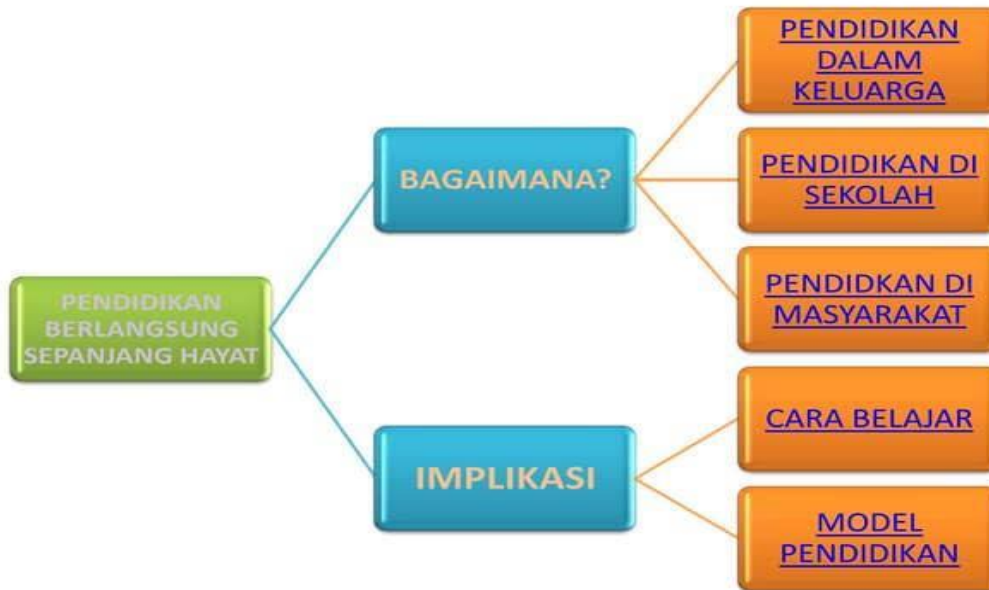 PENDIDIKAN
BERLANGSUNG
SEPANJANG HAYAT
BAGAIMANA?
PENDIDIKAN
DALAM
KELUARGA
PENDIDIKAN DI
SEKOLAH
PENDIDKAN DI
MASYARAKAT
IMPLIKASI
CARA BELAJAR
MODEL
PENDIDIKAN